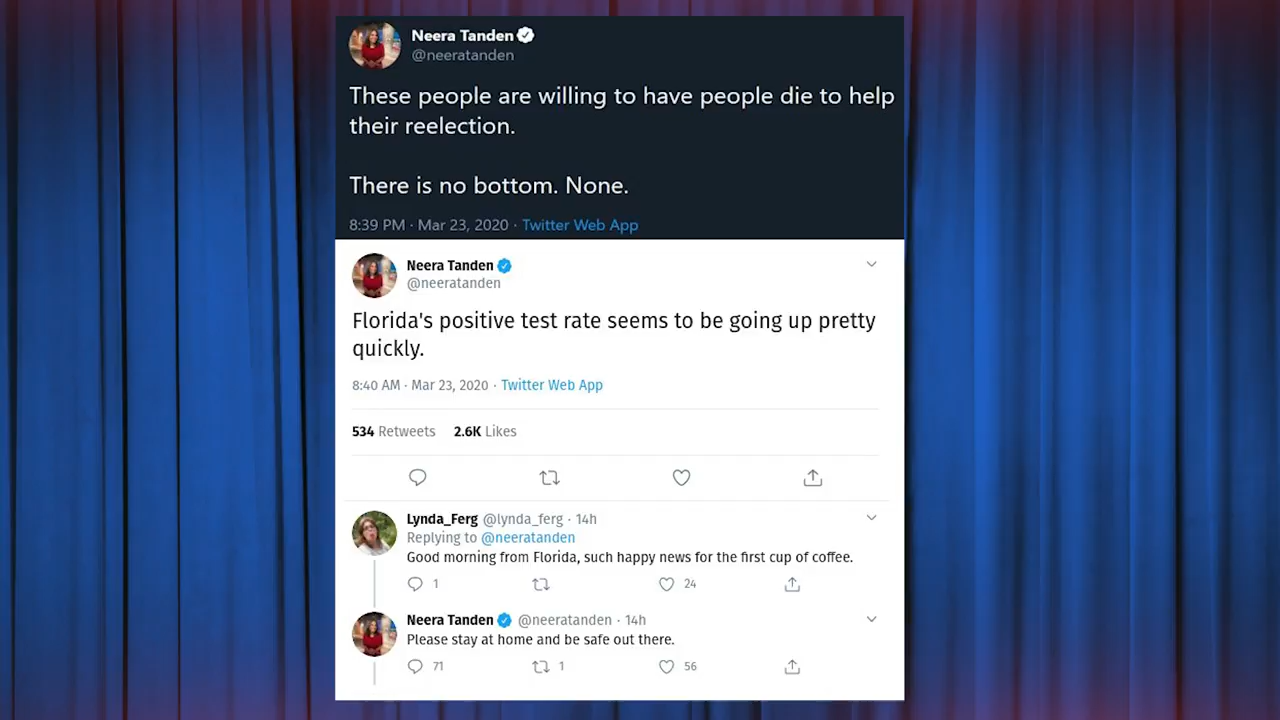 Neera Tanden
@neeratanden
These people are willing to have people die to help
their reelection.
There is no bottom. None.
8:39 PM · Mar 23, 2020 · Twitter Web App
Neera Tanden
@neeratanden
Florida's positive test rate seems to be going up pretty
quickly.
8:40 AM · Mar 23, 2020 · Twitter Web App
534 Retweets 2.6K Likes
Lynda_Ferg @lynda_ferg · 14h
Replying to @neeratanden
Good morning from Florida, such happy news for the first cup of coffee.
1 24
Neera Tanden @neeratanden · 14h
Please stay at home and be safe out there.
71 1 56